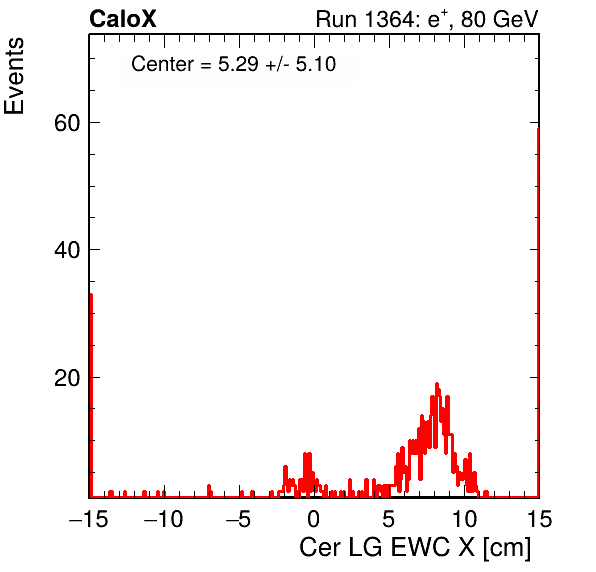 CaloX Run 1364: e⁺, 80 GeV
Center = 5.29 +/- 5.10
Events
60
40
20
−15 −10 −5 0 5 10 15
Cer LG EWC X [cm]